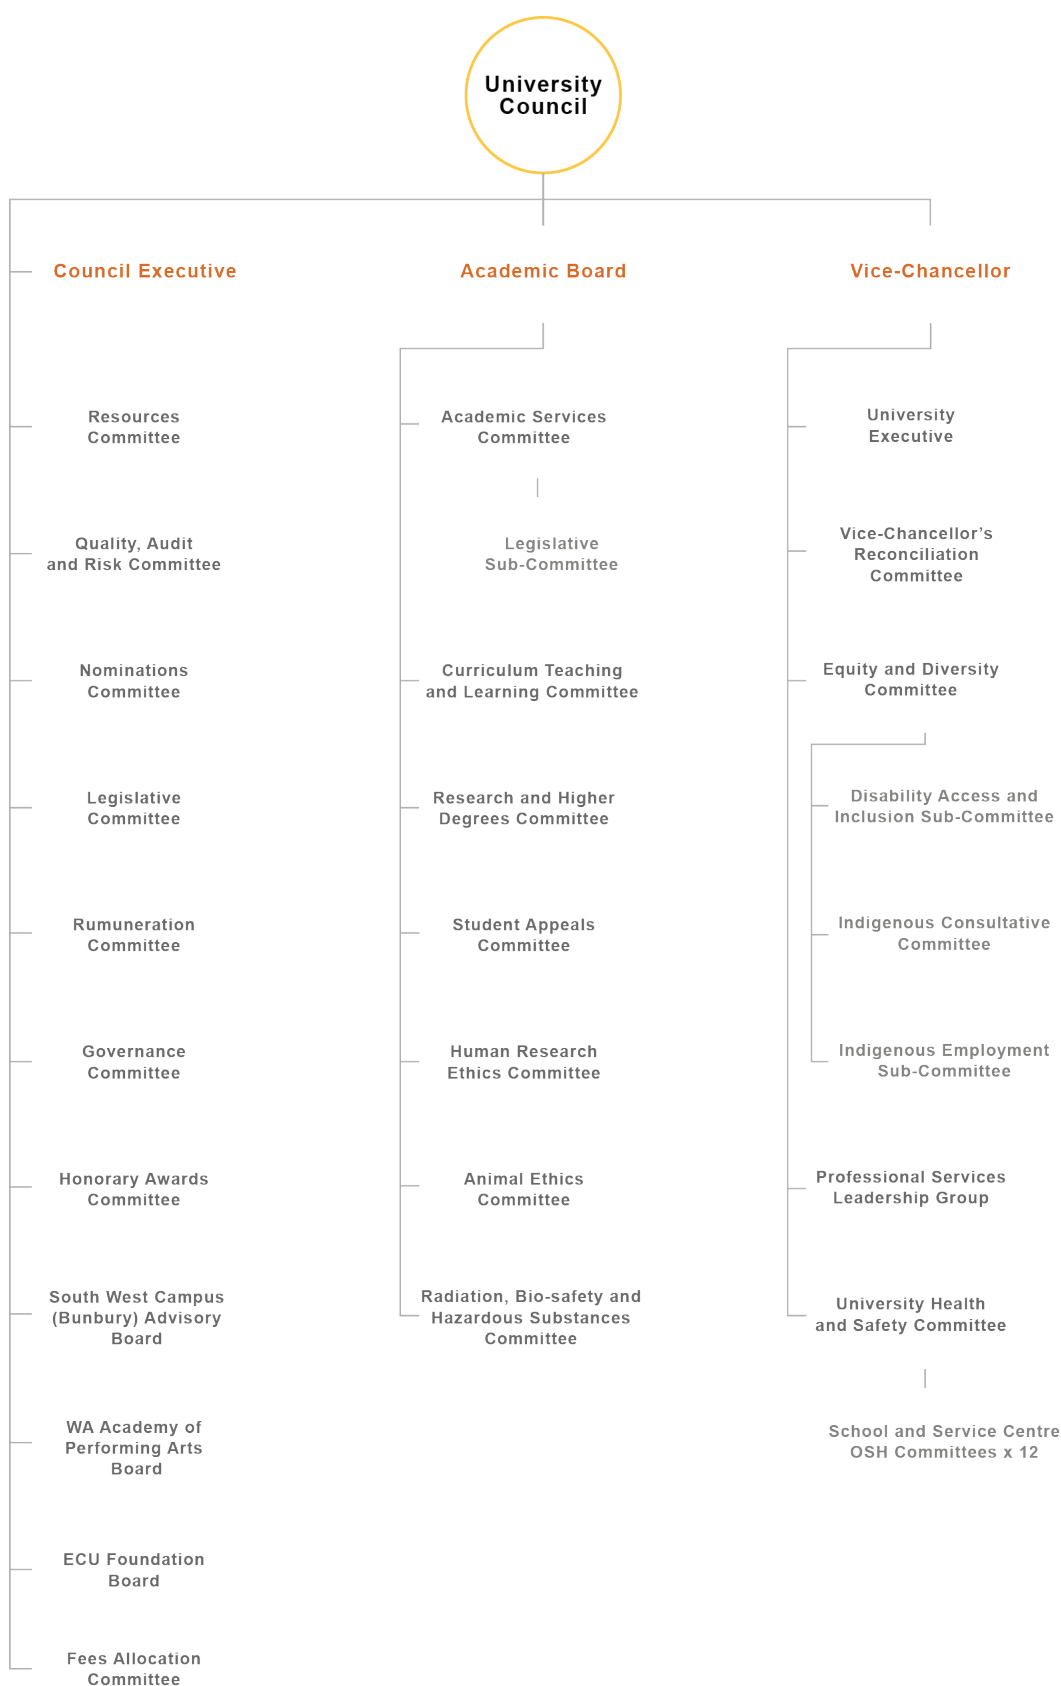 University
Council
Council Executive
Resources
Committee
Quality, Audit
and Risk Committee
Nominations
Committee
Legislative
Committee
Rumuneration
Committee
Governance
Committee
Honorary Awards
Committee
South West Campus
(Bunbury) Advisory
Board
WA Academy of
Performing Arts
Board
ECU Foundation
Board
Fees Allocation
Committee
Academic Board
Academic Services
Committee
Legislative
Sub-Committee
Curriculum Teaching
and Learning Committee
Research and Higher
Degrees Committee
Student Appeals
Committee
Human Research
Ethics Committee
Animal Ethics
Committee
Radiation, Bio-safety and
Hazardous Substances
Committee
Vice-Chancellor
University
Executive
Vice-Chancellor’s
Reconciliation
Committee
Equity and Diversity
Committee
Disability Access and
Inclusion Sub-Committee
Indigenous Consultative
Committee
Indigenous Employment
Sub-Committee
Professional Services
Leadership Group
University Health
and Safety Committee
School and Service Centre
OSH Committees x 12